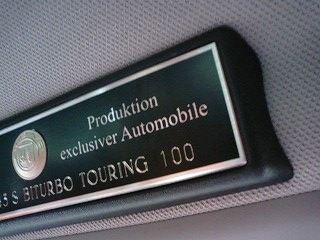 Produktion
exclusiver Automobile
5 S BITURBO TOURING 100